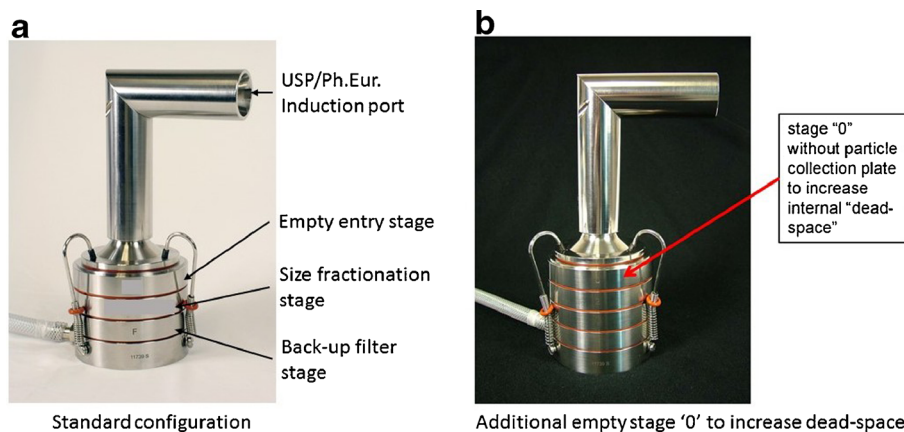 a
USP/Ph.Eur.
Induction port
Empty entry stage
Size fractionation
stage
Back-up filter
stage
F
Standard configuration
b
stage "0"
without particle
collection plate
to increase
internal "dead-
space"
Additional empty stage '0' to increase dead-space